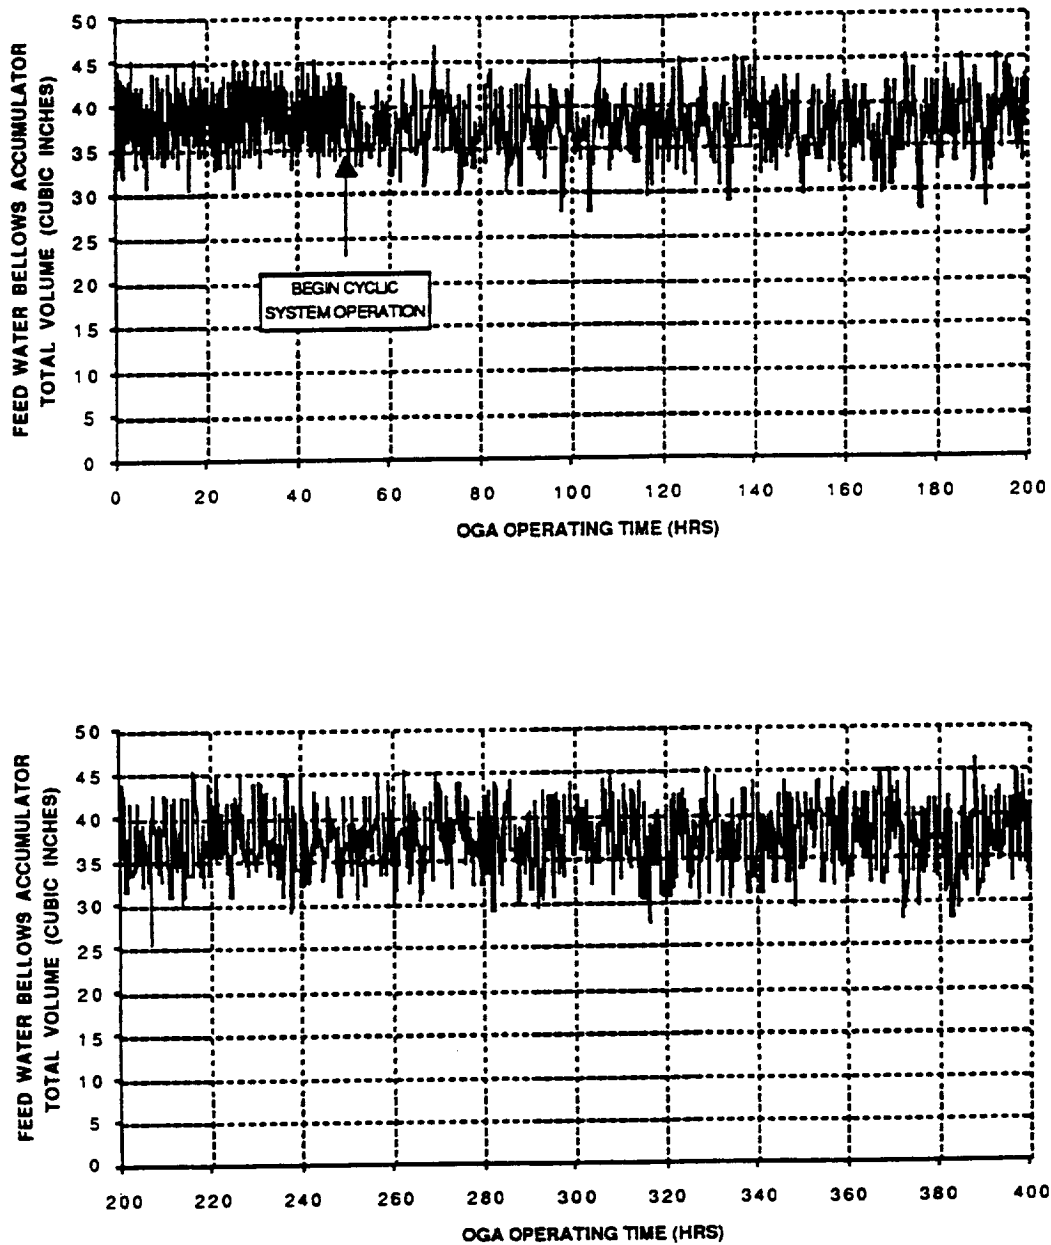 FEED WATER BELLOWS ACCUMULATOR
TOTAL VOLUME (CUBIC INCHES)
50
45
40
35
30
25
20
15
10
5
0
BEGIN CYCLIC
SYSTEM OPERATION
0 20 40 60 80 100 120 140 160 180 200
OGA OPERATING TIME (HRS)
FEED WATER BELLOWS ACCUMULATOR
TOTAL VOLUME (CUBIC INCHES)
50
45
40
35
30
25
20
15
10
5
0
200 220 240 260 280 300 320 340 360 380 400
OGA OPERATING TIME (HRS)